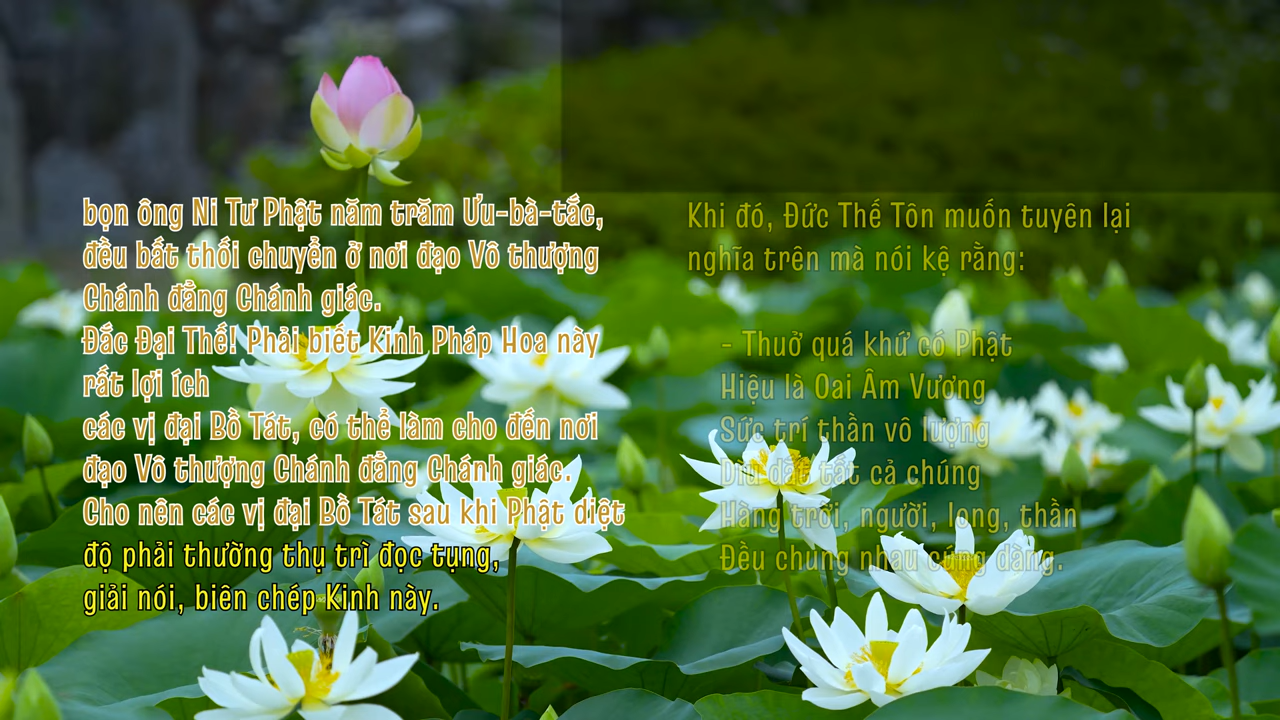 bọn ông Ni Tư Phật năm trăm Ưu-bà-tắc,
đều bất thối chuyển ở nơi đạo Vô thượng
Chánh đẳng Chánh giác.
Đắc Đại Thế! Phải biết Kinh Pháp Hoa này
rất lợi ích
các vị đại Bồ Tát, có thể làm cho đến nơi
đạo Vô thượng Chánh đẳng Chánh giác.
Cho nên các vị đại Bồ Tát sau khi Phật diệt
độ phải thường thụ trì đọc tụng,
giải nói, biên chép Kinh này.
Khi đó, Đức Thế Tôn muốn tuyên lại
nghĩa trên mà nói kệ rằng:
- Thuở quá khứ có Phật
Hiệu là Oai Âm Vương
Sức trí thần vô lượng
Dìu dắt tất cả chúng
Hàng trời, người, long, thần
Đều chung nhau cúng dàng.